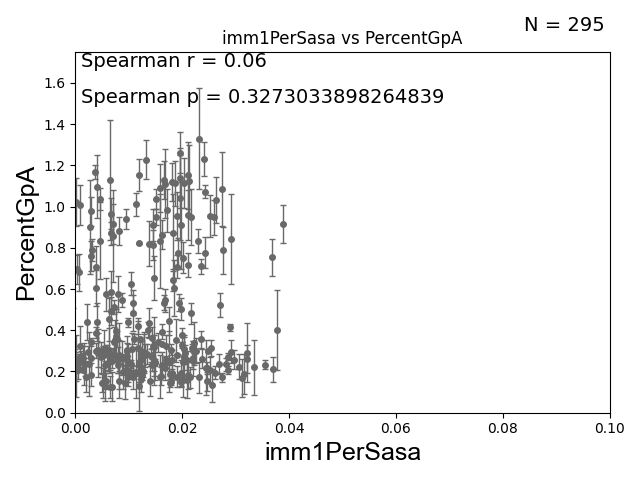 N = 295
imm1PerSasa vs PercentGpA
Spearman r = 0.06
Spearman p = 0.3273033898264839
PercentGpA
1.6
1.4
1.2
1.0
0.8
0.6
0.4
0.2
0.0
0.00 0.02 0.04 0.06 0.08 0.10
imm1PerSasa